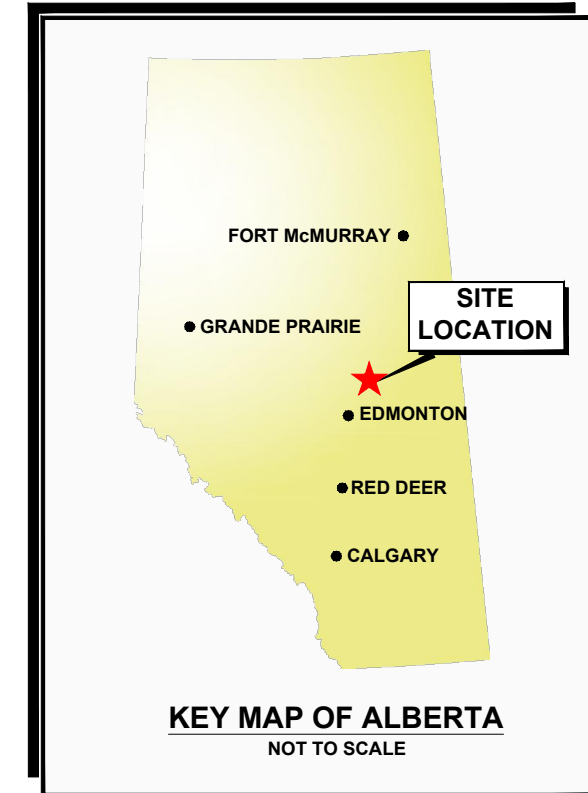 FORT McMURRAY
SITE
LOCATION
GRANDE PRAIRIE
EDMONTON
RED DEER
CALGARY
KEY MAP OF ALBERTA
NOT TO SCALE